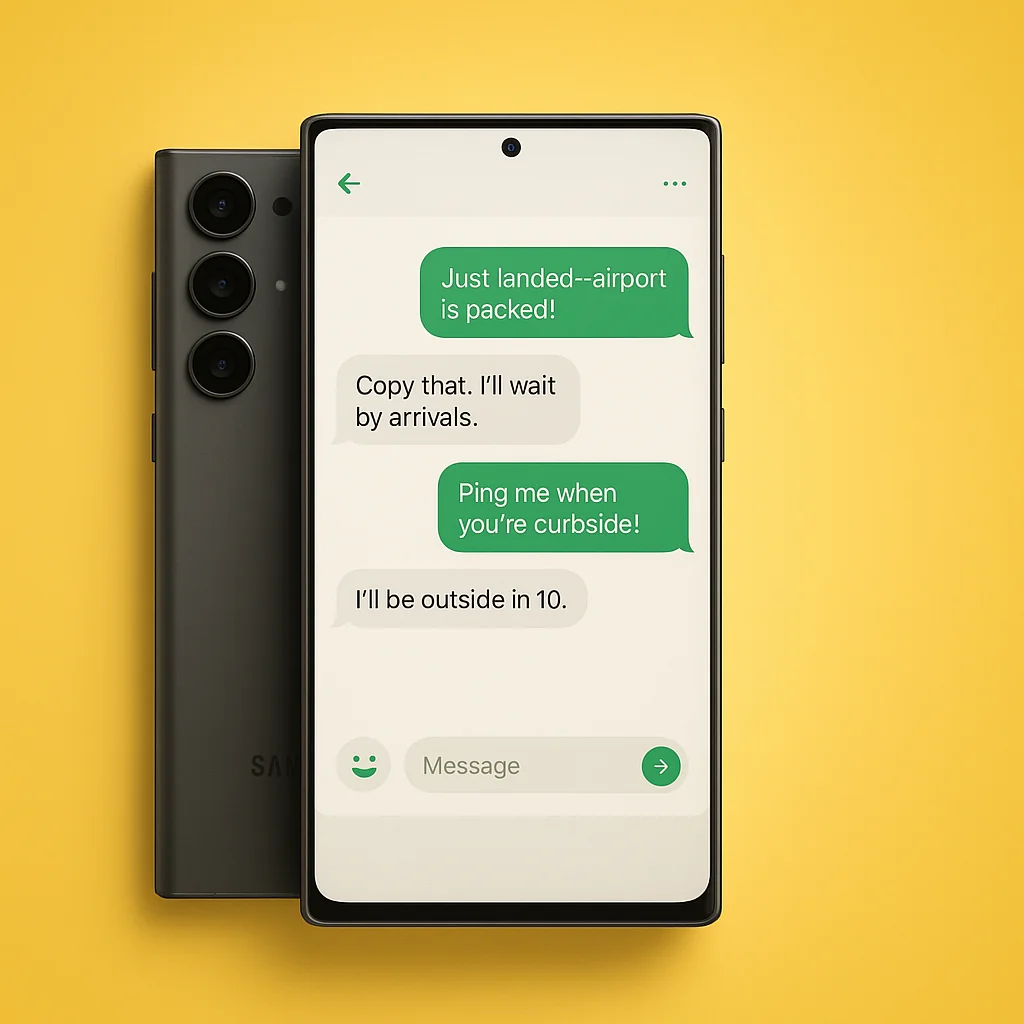 Just landed--airport
is packed!
Copy that. I’ll wait
by arrivals.
Ping me when
you’re curbside!
I’ll be outside in 10.
SAM
Message